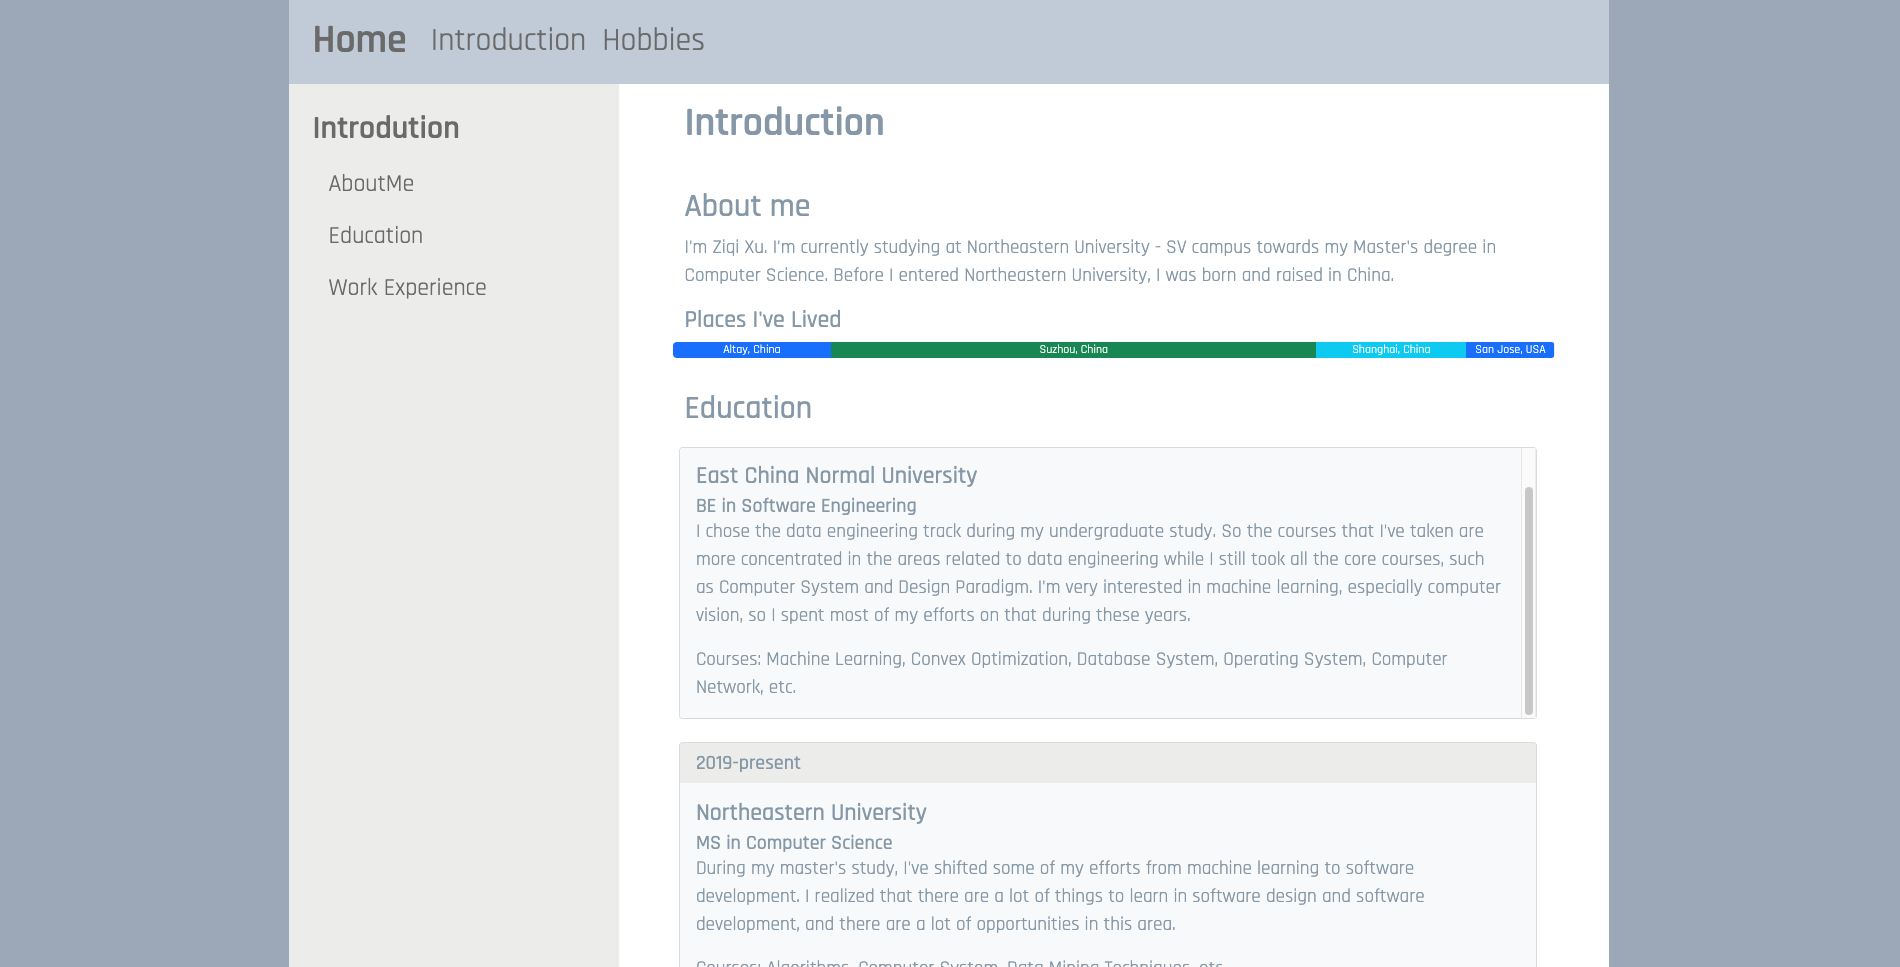 Home Introduction Hobbies
Introdution
AboutMe
Education
Work Experience
Introduction
About me
I'm Ziqi Xu. I'm currently studying at Northeastern University - SV campus towards my Master's degree in
Computer Science. Before I entered Northeastern University, I was born and raised in China.
Places I've Lived
Altay, China Suzhou, China Shanghai, China San Jose, USA
Education
East China Normal University
BE in Software Engineering
I chose the data engineering track during my undergraduate study. So the courses that I've taken are
more concentrated in the areas related to data engineering while I still took all the core courses, such
as Computer System and Design Paradigm. I'm very interested in machine learning, especially computer
vision, so I spent most of my efforts on that during these years.
Courses: Machine Learning, Convex Optimization, Database System, Operating System, Computer
Network, etc.
2019-present
Northeastern University
MS in Computer Science
During my master's study, I've shifted some of my efforts from machine learning to software
development. I realized that there are a lot of things to learn in software design and software
development, and there are a lot of opportunities in this area.
Courses: Algorithms, Computer System, Data Mining Techniques, etc.